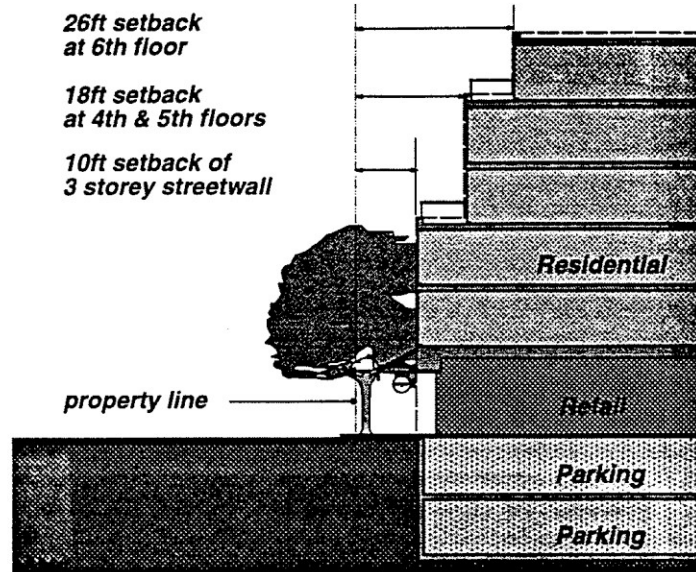 26ft setback
at 6th floor
18ft setback
at 4th & 5th floors
10ft setback of
3 storey streetwall
Residential
property line
Retail
Parking
Parking